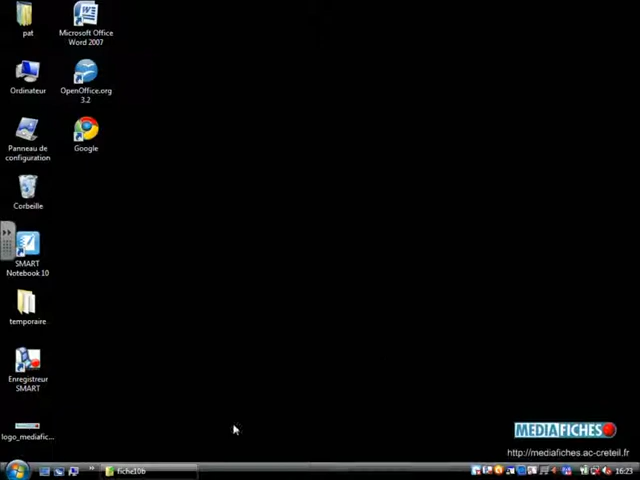 pat
Microsoft Office
Word 2007
Ordinateur
OpenOffice.org
3.2
Panneau de
configuration
Google
Corbeille
SMART
Notebook 10
temporaire
Enregistreur
SMART
logo_mediafic...
MEDIAFICHES
http://mediafiches.ac-creteil.fr
fiche10b
16:23